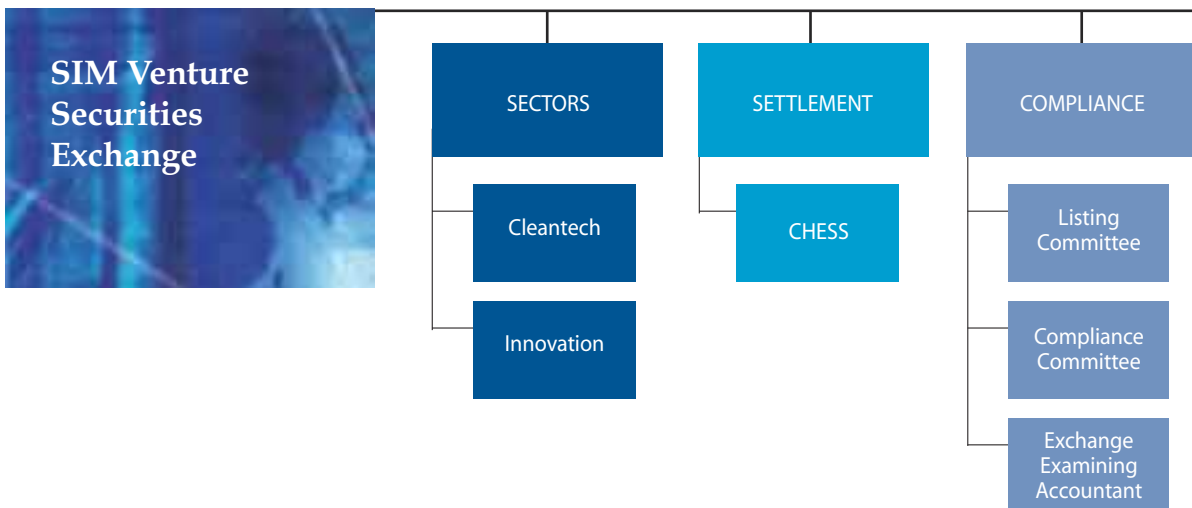 SIM Venture
Securities
Exchange
SECTORS
Cleantech
Innovation
SETTLEMENT
CHESS
COMPLIANCE
Listing
Committee
Compliance
Committee
Exchange
Examining
Accountant